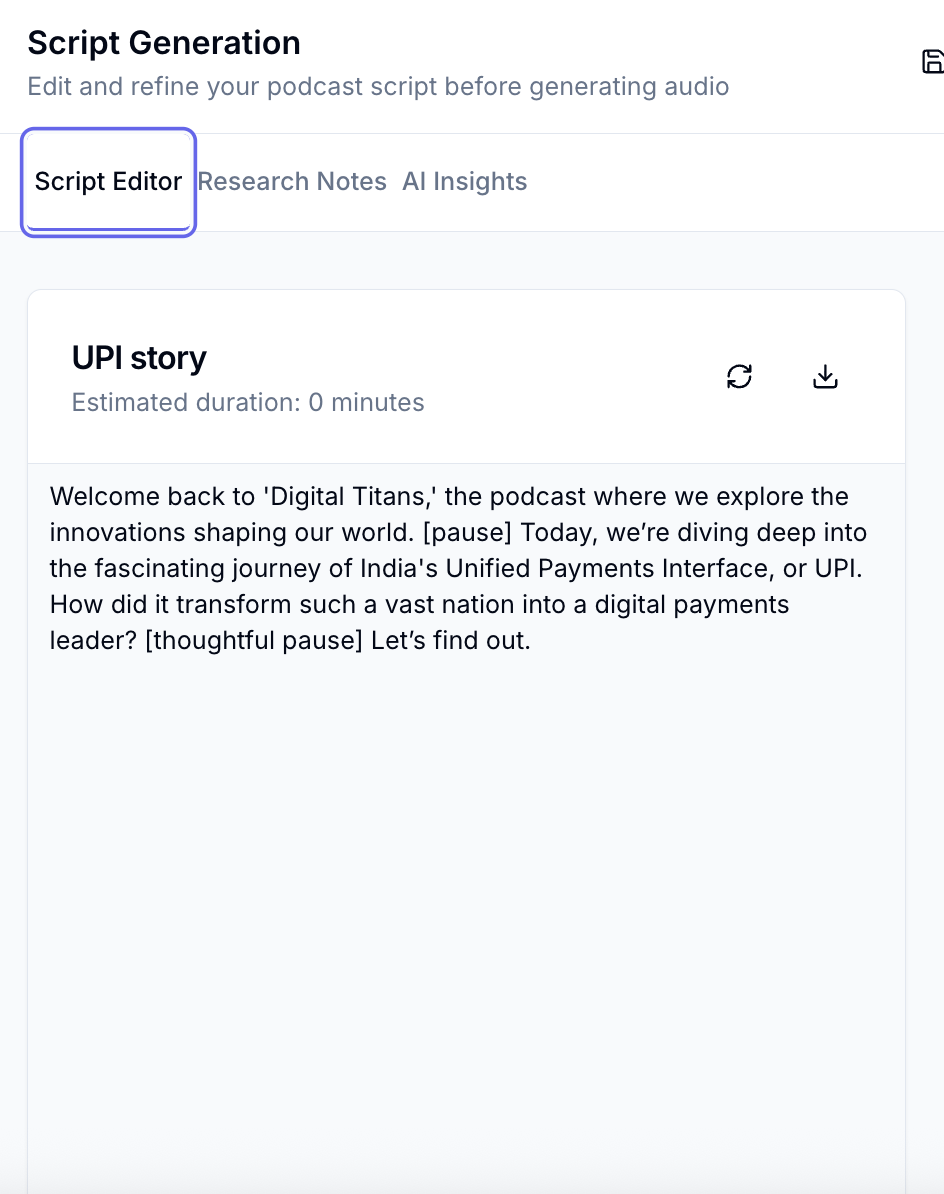 Script Generation
Edit and refine your podcast script before generating audio
Script Editor Research Notes AI Insights
UPI story
Estimated duration: 0 minutes
Welcome back to 'Digital Titans,' the podcast where we explore the
innovations shaping our world. [pause] Today, we’re diving deep into
the fascinating journey of India's Unified Payments Interface, or UPI.
How did it transform such a vast nation into a digital payments
leader? [thoughtful pause] Let’s find out.